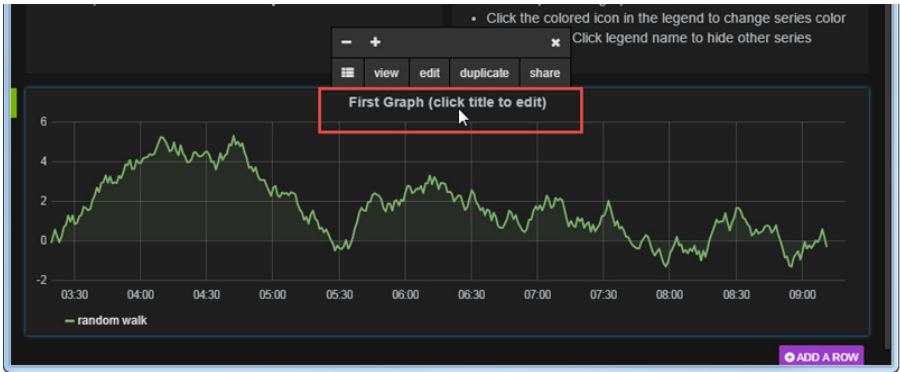 • Click the colored icon in the legend to change series color
Click legend name to hide other series
view edit duplicate share
First Graph (click title to edit)
6
4
2
0
-2
03:30 04:00 04:30 05:00 05:30 06:00 06:30 07:00 07:30 08:00 08:30 09:00
random walk
ADD A ROW